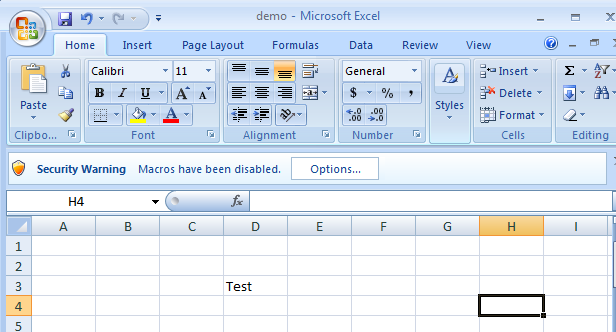 demo - Microsoft Excel
Home Insert Page Layout Formulas Data Review View
Paste
Calibri 11
B I U
A A
A
General
$ % ,
.0 .00
.00 .0
Styles
Insert
Delete
Format
Σ
Clipbo... Font Alignment Number Cells Editing
Security Warning Macros have been disabled. Options...
H4 fx
A B C D E F G H I
1
2
3 Test
4
5